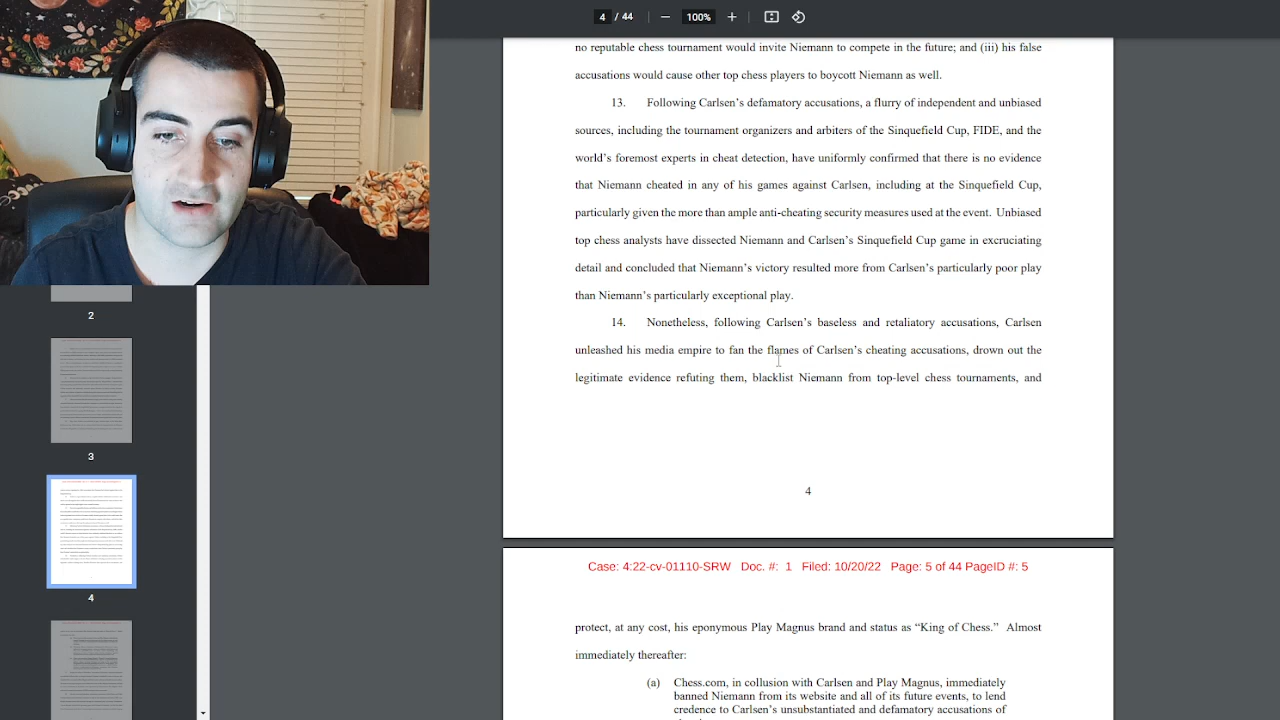 4 / 44
100%
no reputable chess tournament would invite Niemann to compete in the future; and (iii) his false
accusations would cause other top chess players to boycott Niemann as well.
13. Following Carlsen’s defamatory accusations, a flurry of independent and unbiased
sources, including the tournament organizers and arbiters of the Sinquefield Cup, FIDE, and the
world’s foremost experts in cheat detection, have uniformly confirmed that there is no evidence
that Niemann cheated in any of his games against Carlsen, including at the Sinquefield Cup,
particularly given the more than ample anti-cheating security measures used at the event. Unbiased
top chess analysts have dissected Niemann and Carlsen’s Sinquefield Cup game in excruciating
detail and concluded that Niemann’s victory resulted more from Carlsen’s particularly poor play
than Niemann’s particularly exceptional play.
14. Nonetheless, following Carlsen’s baseless and retaliatory accusations, Carlsen
unleashed his media empire to fan the flames of Carlsen’s cheating accusations, drown out the
legitimate evidence refuting them, blacklist Niemann from top-level chess tournaments, and
4
Case: 4:22-cv-01110-SRW Doc. #: 1 Filed: 10/20/22 Page: 5 of 44 PageID #: 5
protect, at any cost, his eponymous Play Magnus brand and status as “King of Chess.” Almost
immediately thereafter:
(a) Chess.com, in collusion with Carlsen and Play Magnus, immediately
banned Niemann from its website and all of its future events, to lend
credence to Carlsen’s unsubstantiated and defamatory accusations of
2
3
4